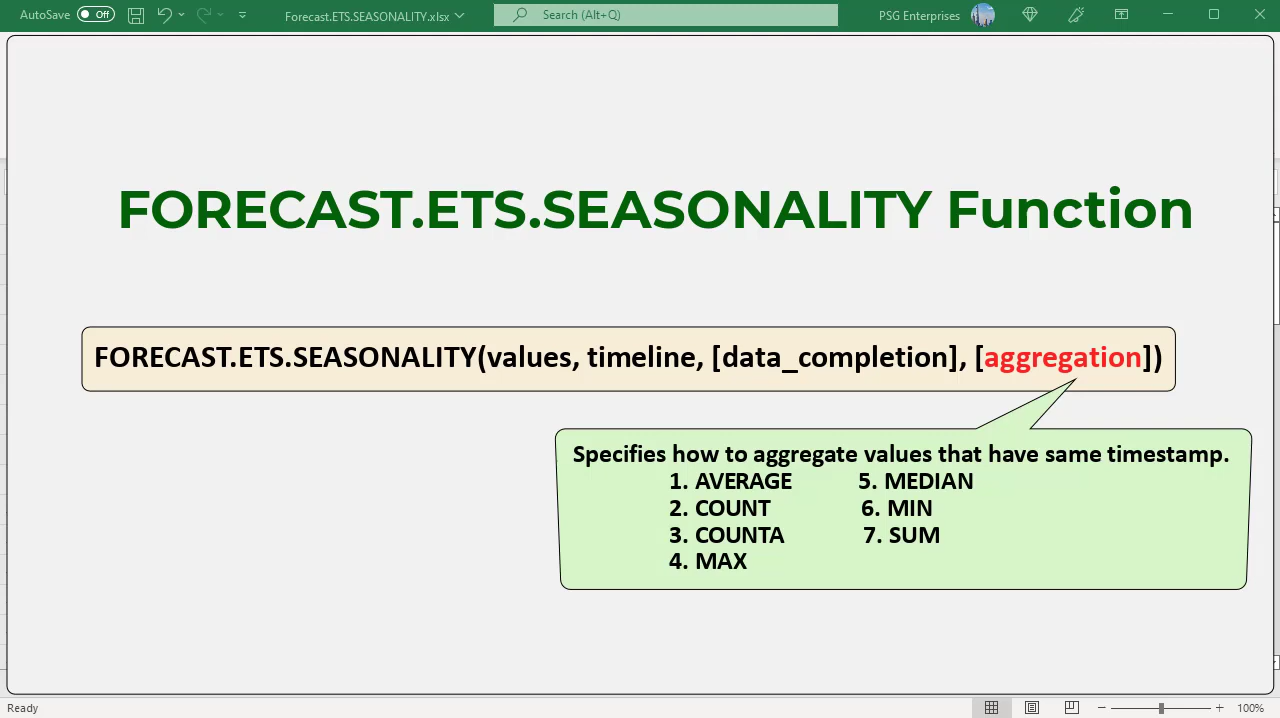 AutoSave Off Forecast.ETS.SEASONALITY.xlsx Search (Alt+Q) PSG Enterprises
FORECAST.ETS.SEASONALITY Function
FORECAST.ETS.SEASONALITY(values, timeline, [data_completion], [aggregation])
Specifies how to aggregate values that have same timestamp.
1. AVERAGE 5. MEDIAN
2. COUNT 6. MIN
3. COUNTA 7. SUM
4. MAX
Ready 100%